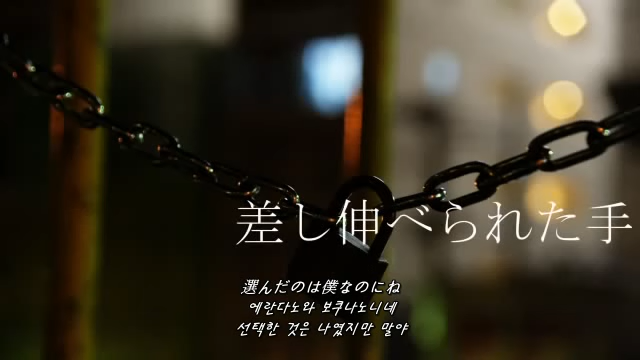 差し伸べられた手
選んだのは僕なのにね
에란다노와 보쿠나노니네
선택한 것은 나였지만 말야